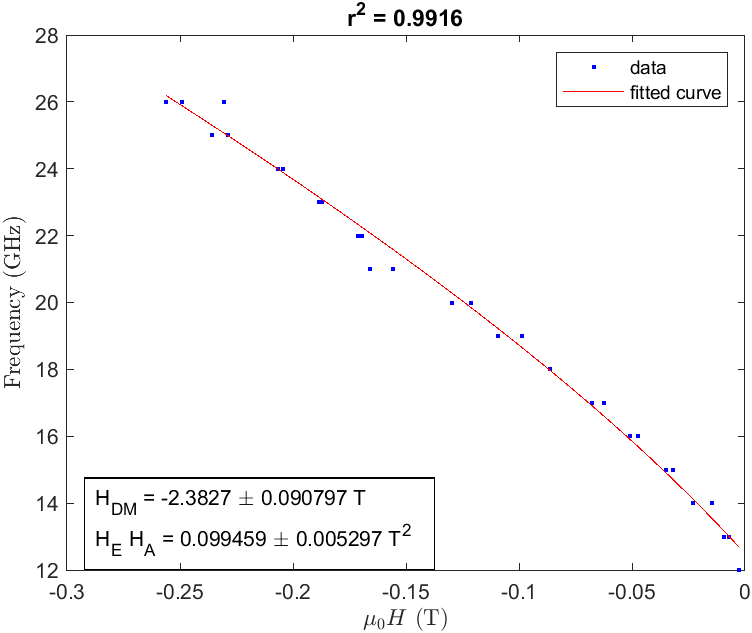 r² = 0.9916
28
26
24
22
20
18
16
14
12
Frequency (GHz)
data
fitted curve
H_DM = -2.3827 ± 0.090797 T
H_E H_A = 0.099459 ± 0.005297 T²
-0.3
-0.25
-0.2
-0.15
-0.1
-0.05
0
μ₀H (T)